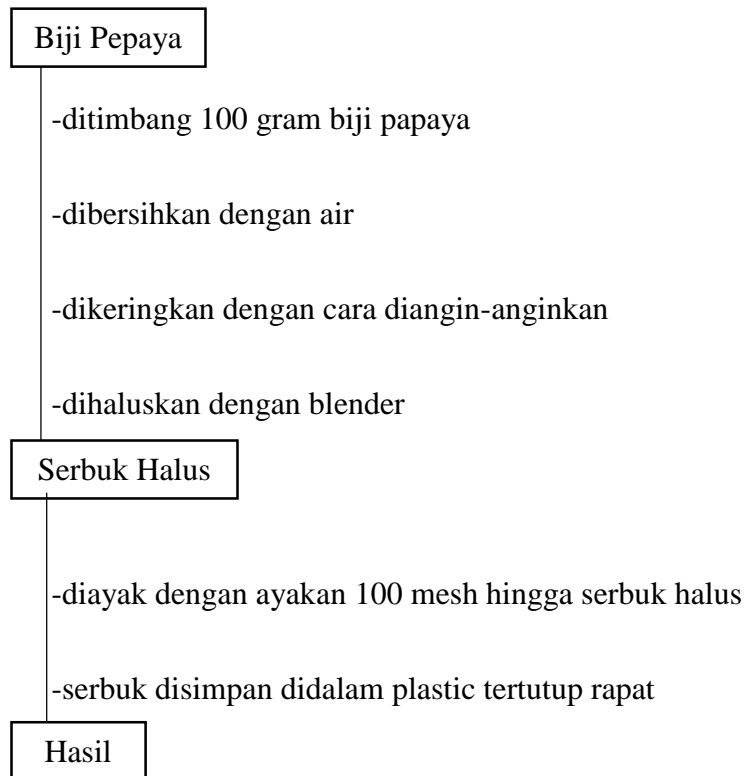 Biji Pepaya
-ditimbang 100 gram biji papaya
-dibersihkan dengan air
-dikeringkan dengan cara diangin-anginkan
-dihaluskan dengan blender
Serbuk Halus
-diayak dengan ayakan 100 mesh hingga serbuk halus
-serbuk disimpan didalam plastic tertutup rapat
Hasil